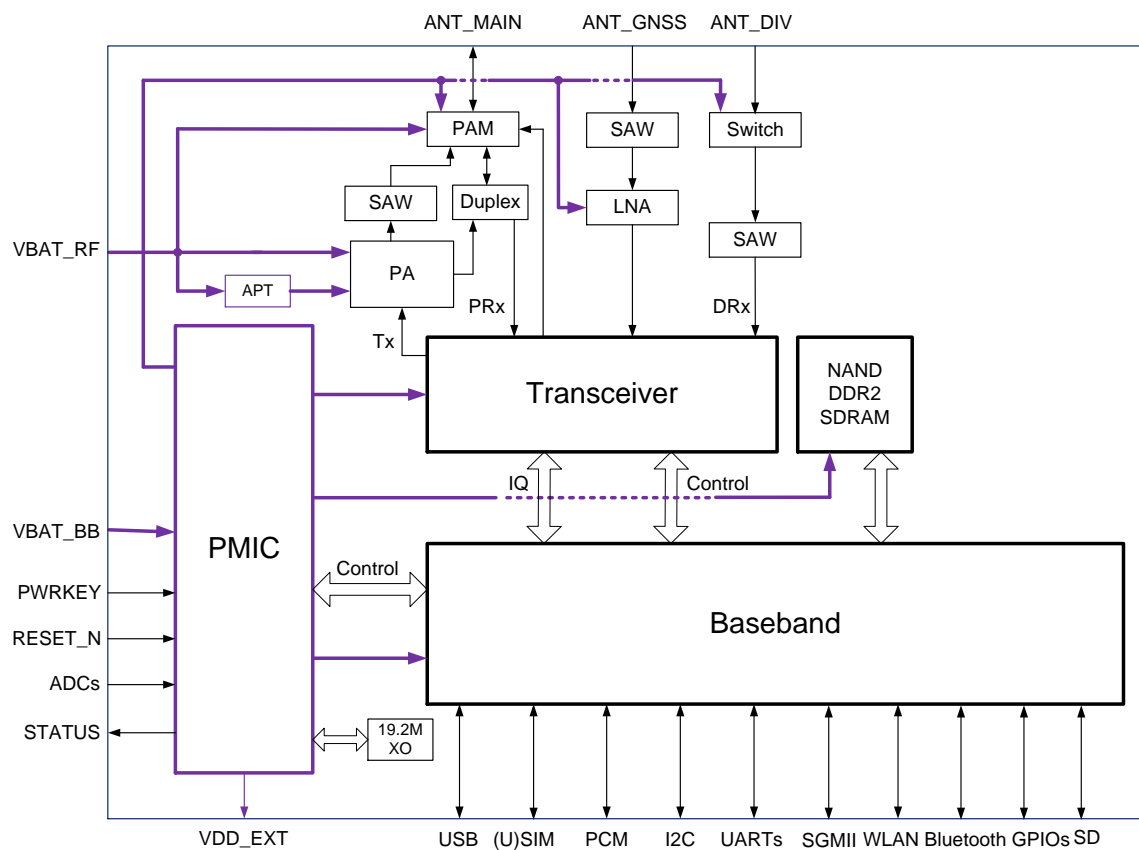 ANT_MAIN
ANT_GNSS
ANT_DIV
PAM
SAW
Switch
SAW
Duplex
LNA
SAW
VBAT_RF
PA
APT
PRx
DRx
Tx
Transceiver
NAND
DDR2
SDRAM
IQ
Control
VBAT_BB
PMIC
Control
PWRKEY
RESET_N
Baseband
ADCs
STATUS
19.2M
XO
VDD_EXT
USB
(U)SIM
PCM
I2C
UARTs
SGMII
WLAN
Bluetooth
GPIOs
SD